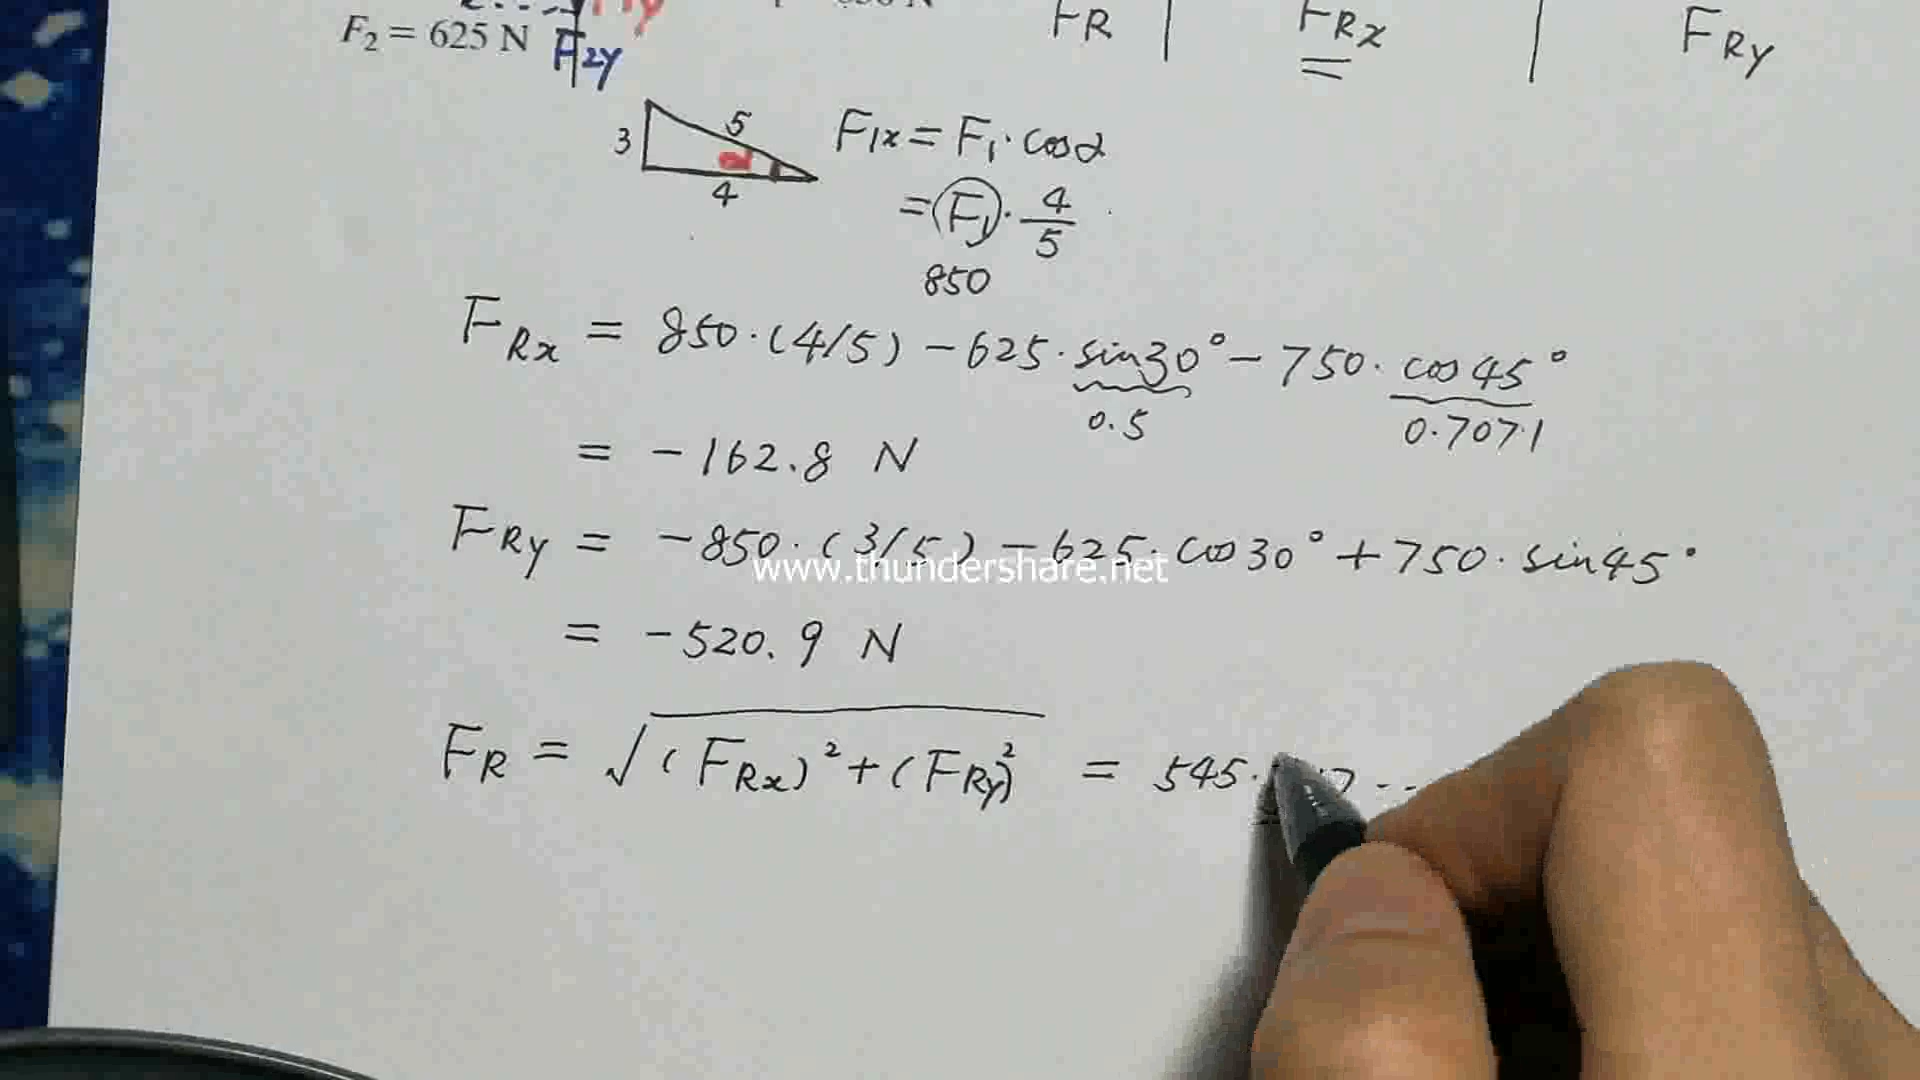 F₂ = 625 N
F2y
FR | FRx | FRy
3
5
4
F1x = F1 · cosα
= (F1) · 4/5
850
FRx = 850·(4/5) − 625·sin30° − 750·cos45°
0.5
0.7071
= −162.8 N
FRy = −850·(3/5) − 625·cos30° + 750·sin45°
www.thundershare.net
= −520.9 N
FR = √(FRx)² + (FRy)² = 545.